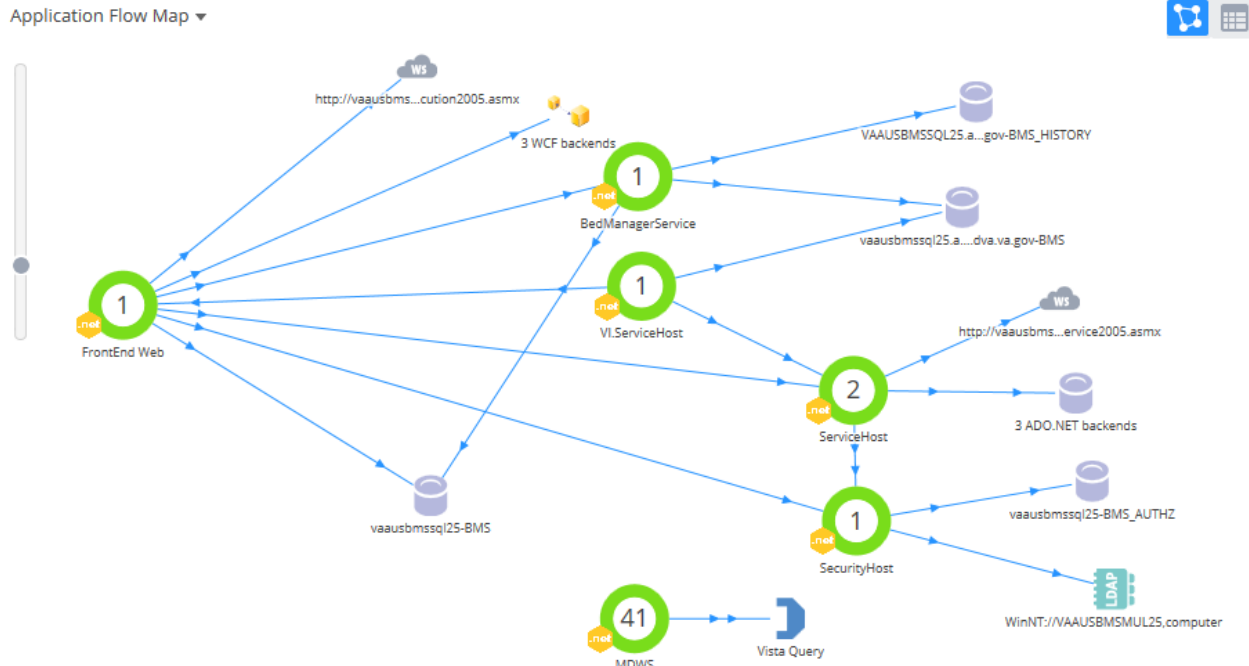 Application Flow Map
WS
http://vaausbms...cution2005.asmx
3 WCF backends
VAAUSBMSSQL25.a...gov-BMS_HISTORY
1
.net
BedManagerService
vaausbmssql25.a....dva.va.gov-BMS
1
.net
FrontEnd Web
1
.net
VI.ServiceHost
WS
http://vaausbms...ervice2005.asmx
2
.net
ServiceHost
3 ADO.NET backends
vaausbmssql25-BMS
vaausbmssql25-BMS_AUTHZ
1
.net
SecurityHost
LDAP
WinNT://VAAUSBMSMUL25,computer
41
.net
MDWS
Vista Query